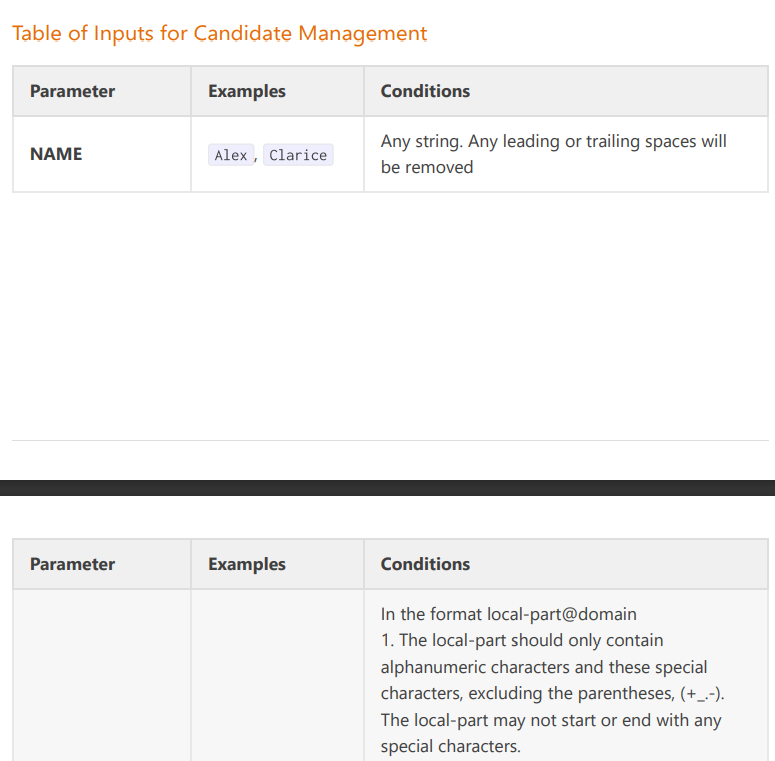 Table of Inputs for Candidate Management
Parameter Examples Conditions
NAME Alex, Clarice Any string. Any leading or trailing spaces will
be removed
Parameter Examples Conditions
In the format local-part@domain
1. The local-part should only contain
alphanumeric characters and these special
characters, excluding the parentheses, (+_.-).
The local-part may not start or end with any
special characters.